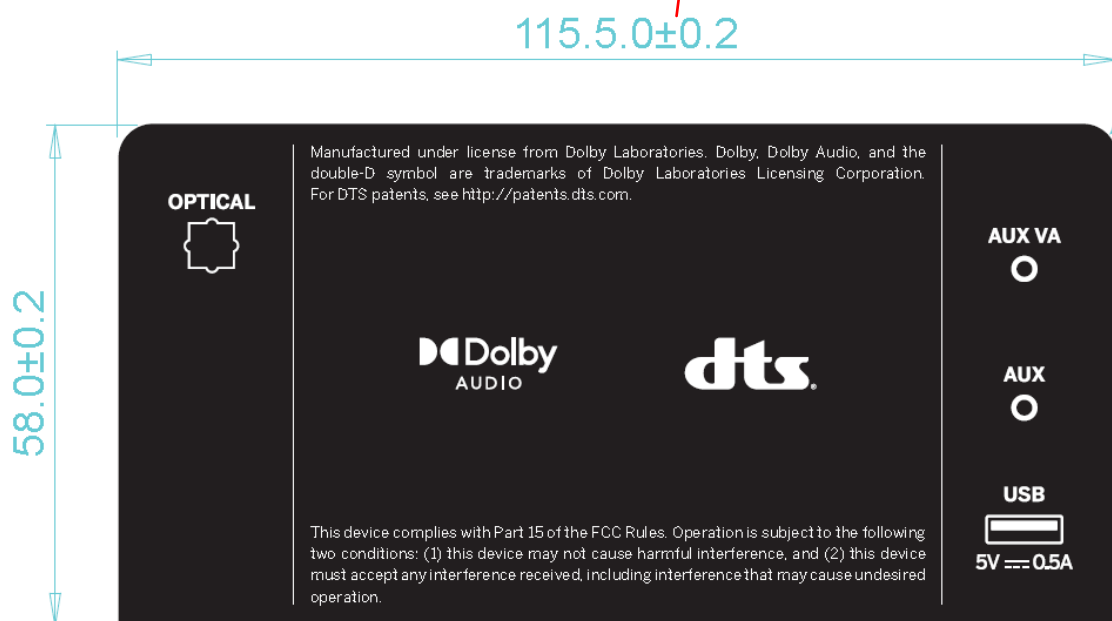 115.5.0±0.2
58.0±0.2
OPTICAL
Manufactured under license from Dolby Laboratories. Dolby, Dolby Audio, and the
double-D symbol are trademarks of Dolby Laboratories Licensing Corporation.
For DTS patents, see http://patents.dts.com.
Dolby
AUDIO
dts.
This device complies with Part 15 of the FCC Rules. Operation is subject to the following
two conditions: (1) this device may not cause harmful interference, and (2) this device
must accept any interference received, including interference that may cause undesired
operation.
AUX VA
AUX
USB
5V ⎓ 0.5A